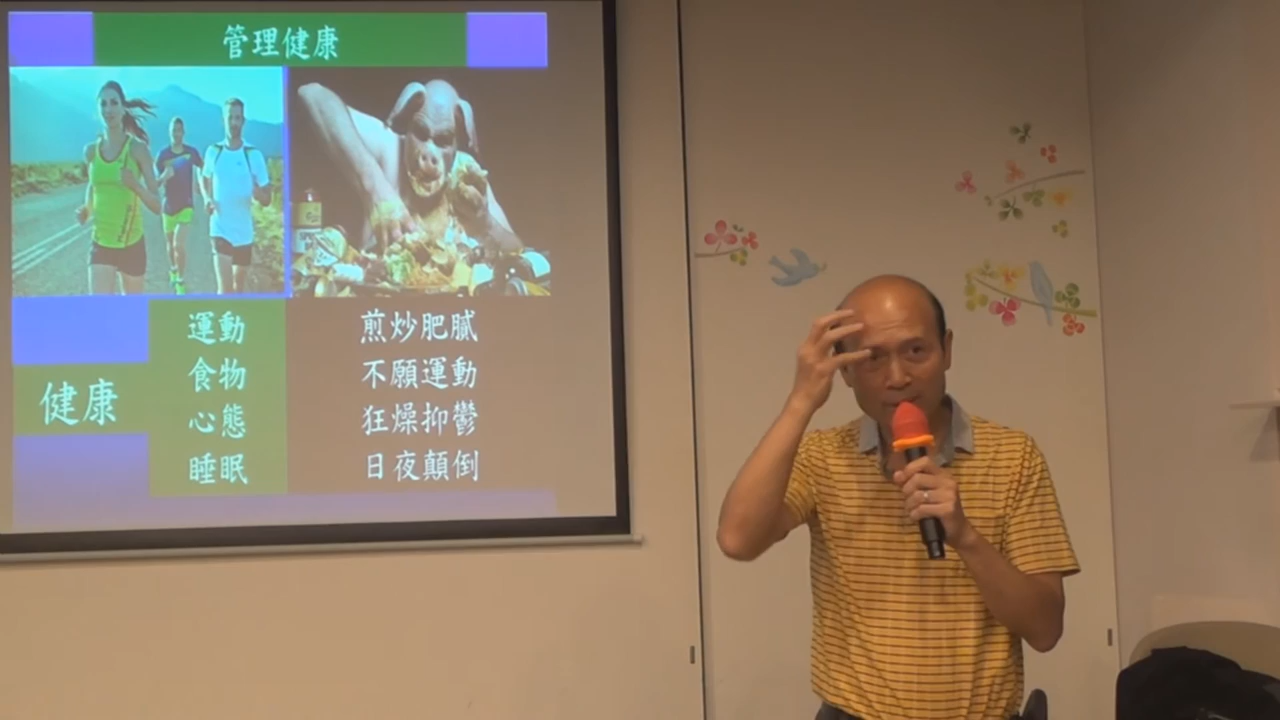 管理健康
健康
運動
食物
心態
睡眠
煎炒肥膩
不願運動
狂燥抑鬱
日夜顛倒